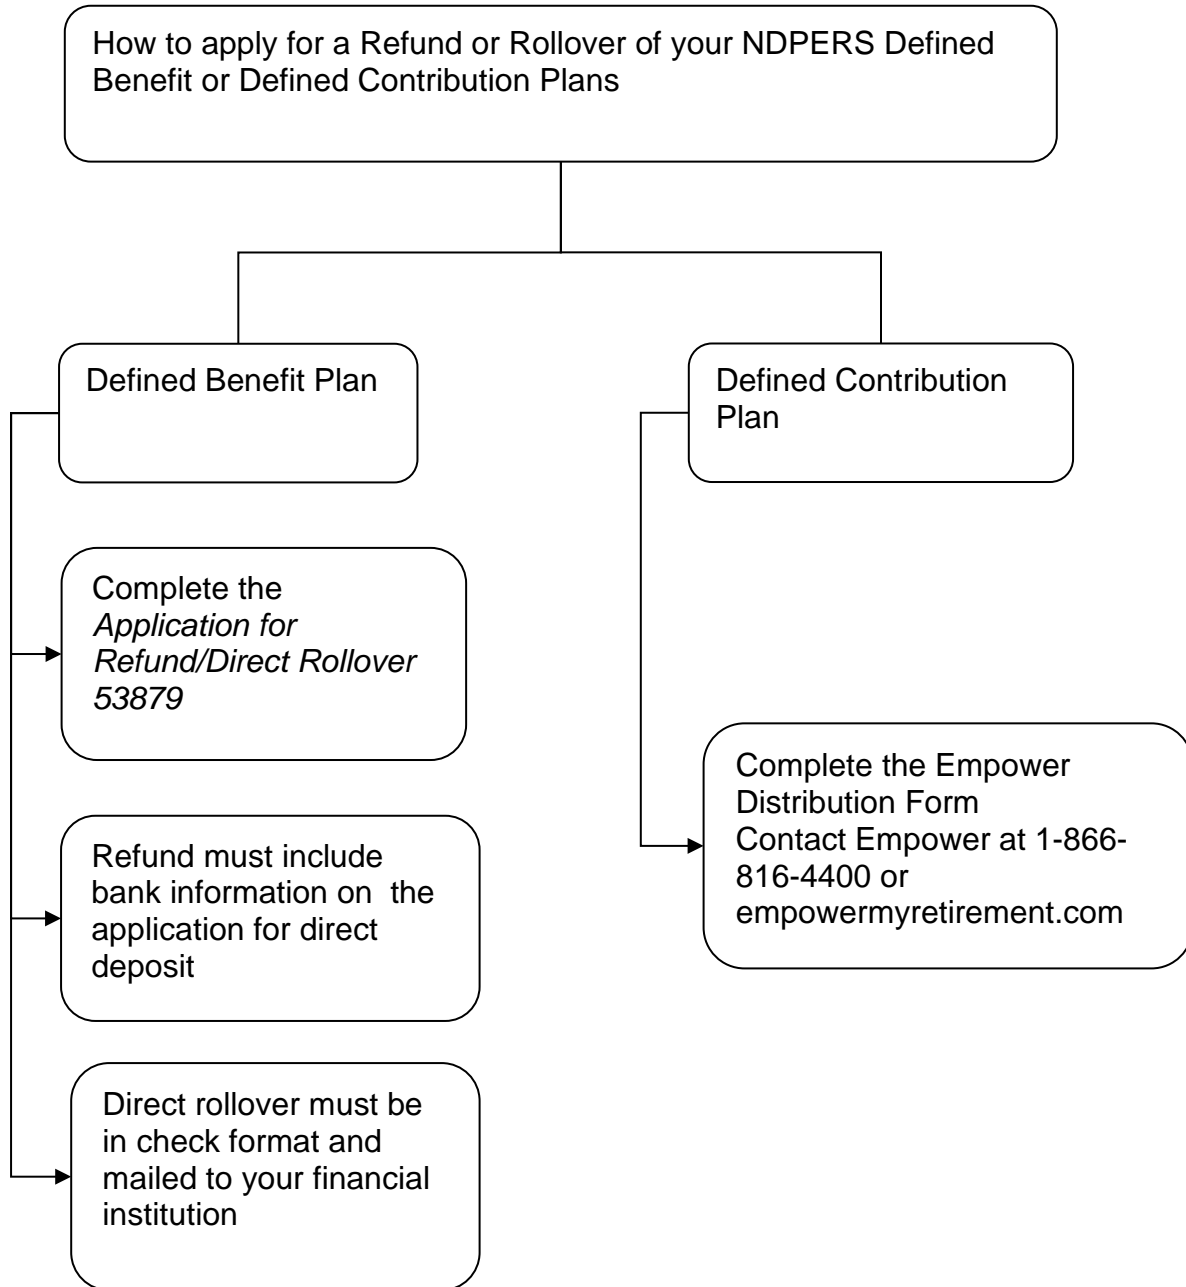 How to apply for a Refund or Rollover of your NDPERS Defined
Benefit or Defined Contribution Plans
Defined Benefit Plan
Defined Contribution
Plan
Complete the
Application for
Refund/Direct Rollover
53879
Refund must include
bank information on  the
application for direct
deposit
Direct rollover must be
in check format and
mailed to your financial
institution
Complete the Empower
Distribution Form
Contact Empower at 1-866-
816-4400 or
empowermyretirement.com